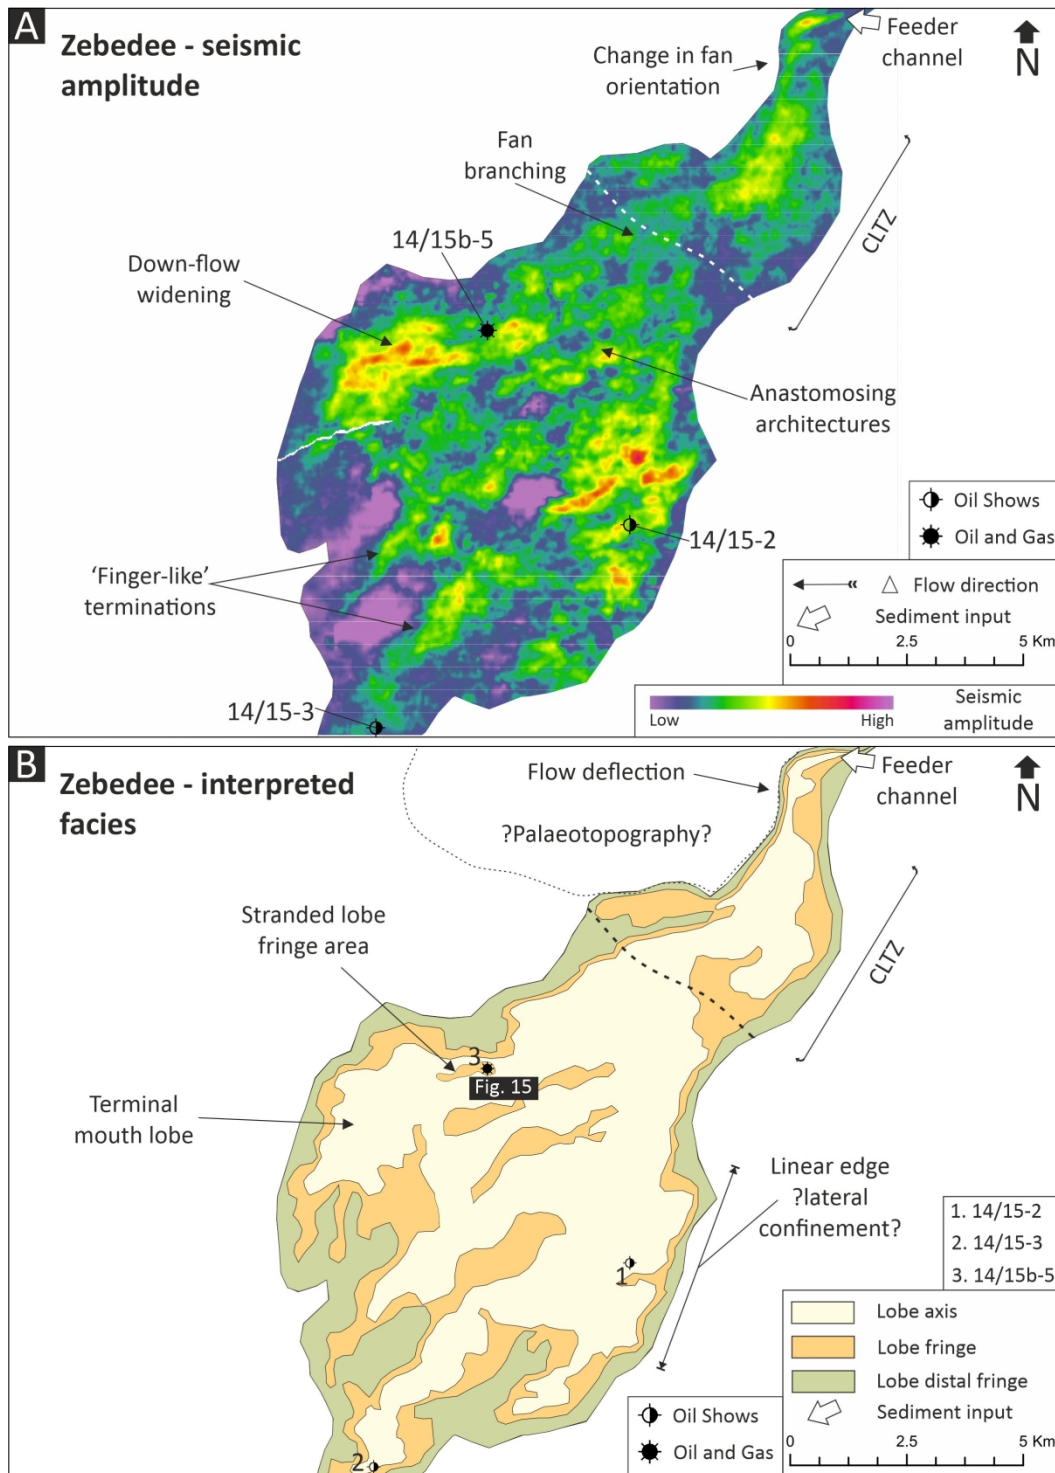 A
Zebedee - seismic
amplitude
Feeder
channel
N
Change in fan
orientation
Fan
branching
CLTZ
14/15b-5
Down-flow
widening
Anastomosing
architectures
Oil Shows
Oil and Gas
14/15-2
'Finger-like'
terminations
Flow direction
Sediment input
0
2.5
5 Km
14/15-3
Low
High
Seismic
amplitude
B
Zebedee - interpreted
facies
Flow deflection
Feeder
channel
N
?Palaeotopography?
CLTZ
Stranded lobe
fringe area
3
Fig. 15
Terminal
mouth lobe
Linear edge
?lateral
confinement?
1
1. 14/15-2
2. 14/15-3
3. 14/15b-5
Lobe axis
Lobe fringe
Lobe distal fringe
Sediment input
Oil Shows
Oil and Gas
0
2.5
5 Km
2